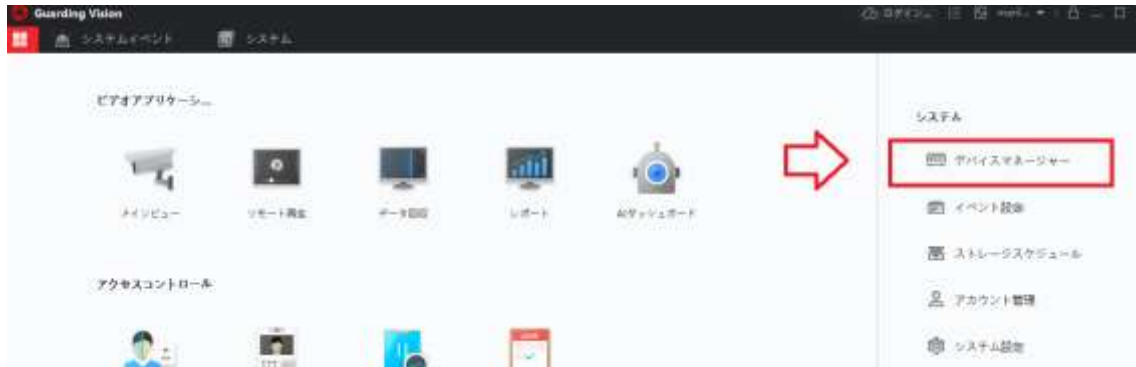 Guarding Vision
ログイン...
システムイベント
システム
ビデオアプリケーシ...
メインビュー
リモート再生
データ回収
レポート
AIダッシュボード
アクセスコントロール
システム
デバイスマネージャー
イベント設定
ストレージスケジュール
アカウント管理
システム設定